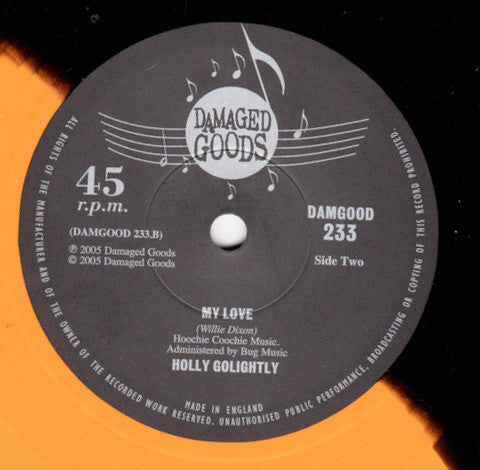 DAMAGED
GOODS
45
r.p.m.
DAMGOOD
233
(DAMGOOD 233.B)
Side Two
℗ 2005 Damaged Goods
© 2005 Damaged Goods
MY LOVE
(Willie Dixon)
Hoochie Coochie Music.
Administered by Bug Music
HOLLY GOLIGHTLY
MADE IN ENGLAND
ALL RIGHTS OF THE MANUFACTURER AND OF THE OWNER OF THE RECORDED WORK RESERVED. UNAUTHORISED PUBLIC PERFORMANCE, BROADCASTING OR COPYING OF THIS RECORD PROHIBITED.